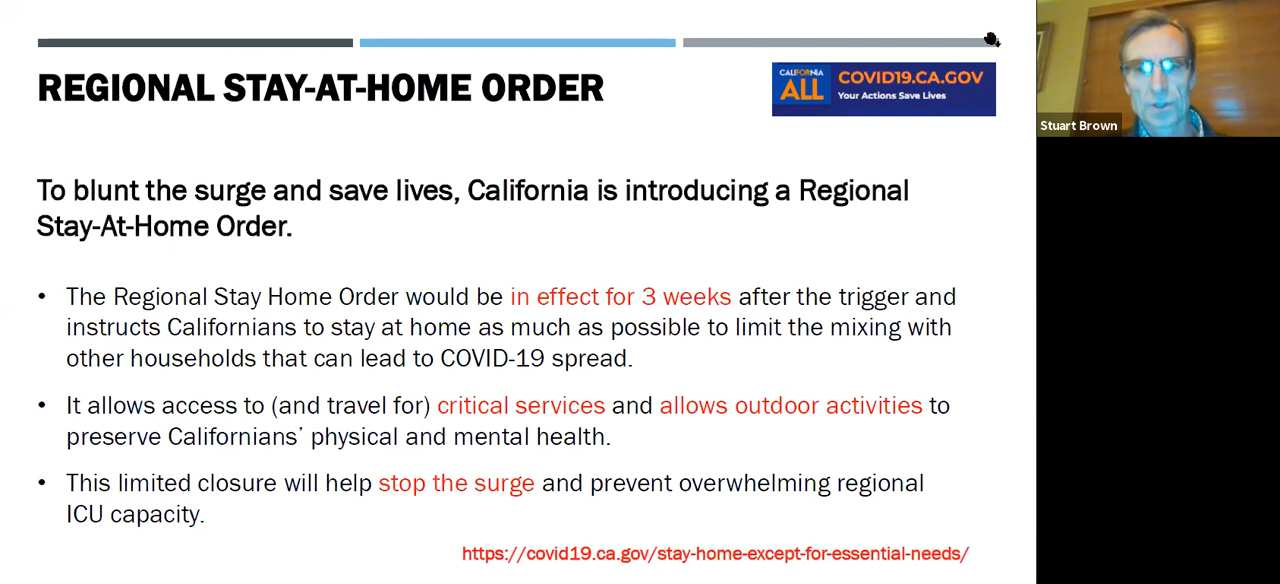 REGIONAL STAY-AT-HOME ORDER
CALIFORNIA
ALL
COVID19.CA.GOV
Your Actions Save Lives
Stuart Brown
To blunt the surge and save lives, California is introducing a Regional
Stay-At-Home Order.
• The Regional Stay Home Order would be in effect for 3 weeks after the trigger and
instructs Californians to stay at home as much as possible to limit the mixing with
other households that can lead to COVID-19 spread.
• It allows access to (and travel for) critical services and allows outdoor activities to
preserve Californians’ physical and mental health.
• This limited closure will help stop the surge and prevent overwhelming regional
ICU capacity.
https://covid19.ca.gov/stay-home-except-for-essential-needs/